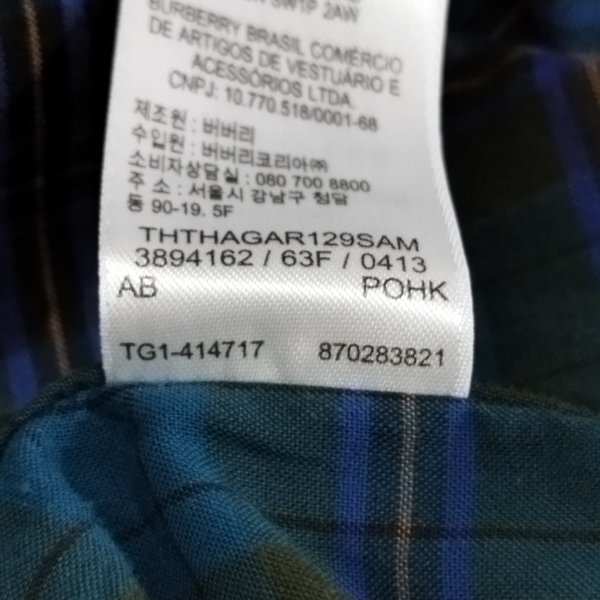 SW1P 2AW
BURBERRY BRASIL COMÉRCIO
DE ARTIGOS DE VESTUÁRIO E
ACESSÓRIOS LTDA.
CNPJ: 10.770.518/0001-68
제조원 : 버버리
수입원 : 버버리코리아㈜
소비자상담실 : 080 700 8800
주 소 : 서울시 강남구 청담
동 90-19. 5F
THTHAGAR129SAM
3894162 / 63F / 0413
AB POHK
TG1-414717 870283821